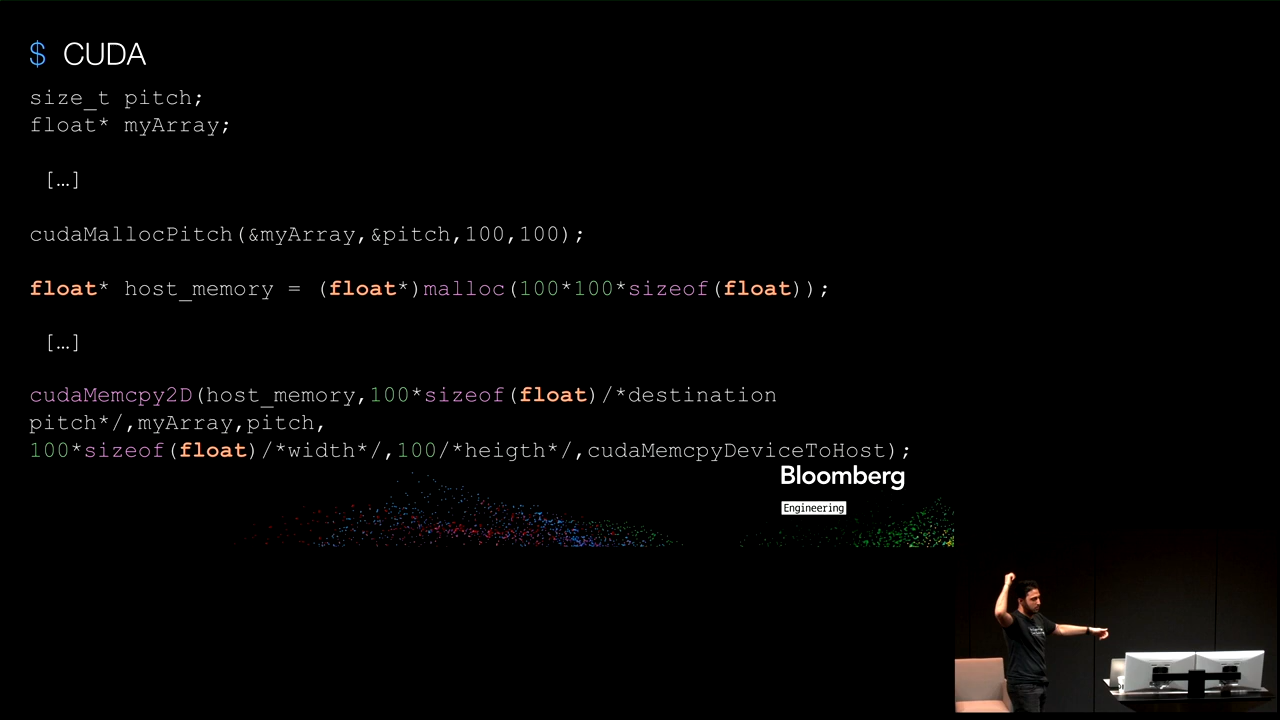 $ CUDA
size_t pitch;
float* myArray;
[…]
cudaMallocPitch(&myArray,&pitch,100,100);
float* host_memory = (float*)malloc(100*100*sizeof(float));
[…]
cudaMemcpy2D(host_memory,100*sizeof(float)/*destination
pitch*/,myArray,pitch,
100*sizeof(float)/*width*/,100/*heigth*/,cudaMemcpyDeviceToHost);
Bloomberg
Engineering